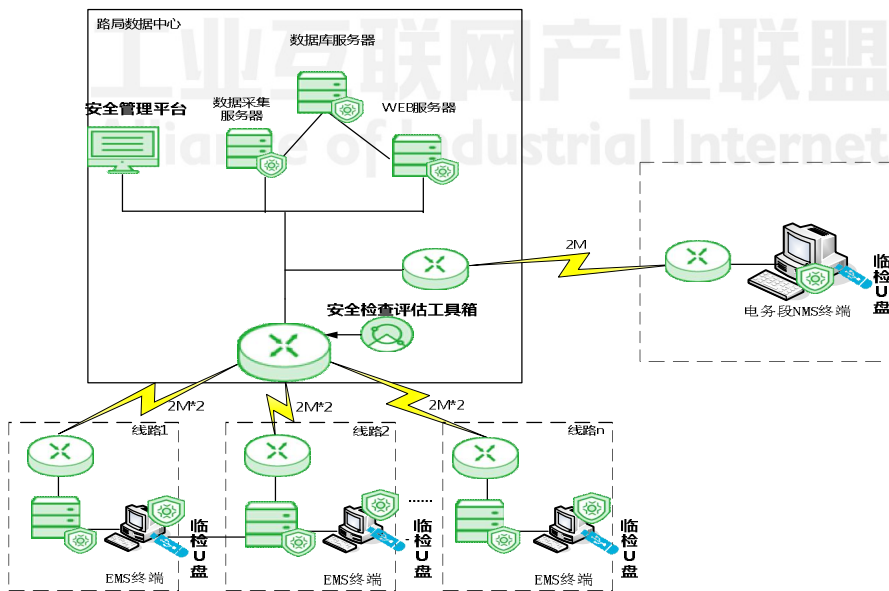 工业互联网产业联盟
Alliance of Industrial Internet
路局数据中心
数据库服务器
安全管理平台
数据采集
服务器
WEB服务器
2M
临检U盘
电务段NMS终端
安全检查评估工具箱
2M*2
2M*2
2M*2
线路1
线路2
线路n
……
临检U盘
临检U盘
临检U盘
EMS终端
EMS终端
EMS终端